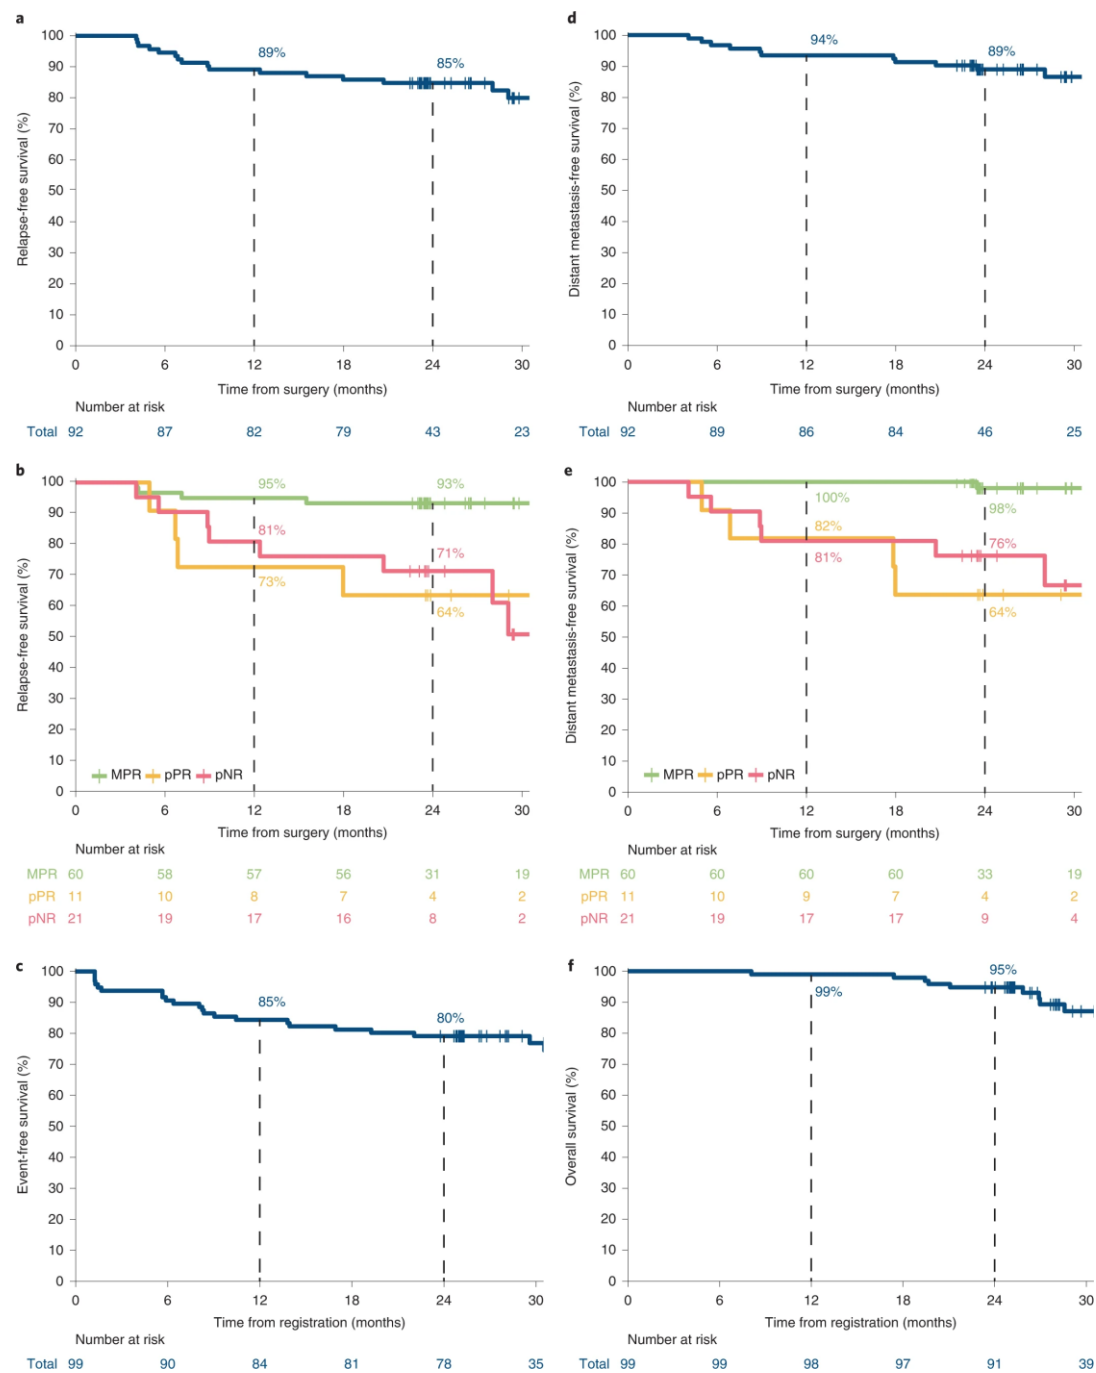 a
100
90
80
70
60
50
40
30
20
10
0
Relapse-free survival (%)
89%
85%
0 6 12 18 24 30
Time from surgery (months)
Number at risk
Total 92 87 82 79 43 23
d
100
90
80
70
60
50
40
30
20
10
0
Distant metastasis-free survival (%)
94%
89%
0 6 12 18 24 30
Time from surgery (months)
Number at risk
Total 92 89 86 84 46 25
b
100
90
80
70
60
50
40
30
20
10
0
Relapse-free survival (%)
95%
93%
81%
71%
73%
64%
MPR pPR pNR
0 6 12 18 24 30
Time from surgery (months)
Number at risk
MPR 60 58 57 56 31 19
pPR 11 10 8 7 4 2
pNR 21 19 17 16 8 2
e
100
90
80
70
60
50
40
30
20
10
0
Distant metastasis-free survival (%)
100%
98%
82%
76%
81%
64%
MPR pPR pNR
0 6 12 18 24 30
Time from surgery (months)
Number at risk
MPR 60 60 60 60 33 19
pPR 11 10 9 7 4 2
pNR 21 19 17 17 9 4
c
100
90
80
70
60
50
40
30
20
10
0
Event-free survival (%)
85%
80%
0 6 12 18 24 30
Time from registration (months)
Number at risk
Total 99 90 84 81 78 35
f
100
90
80
70
60
50
40
30
20
10
0
Overall survival (%)
99%
95%
0 6 12 18 24 30
Time from registration (months)
Number at risk
Total 99 99 98 97 91 39